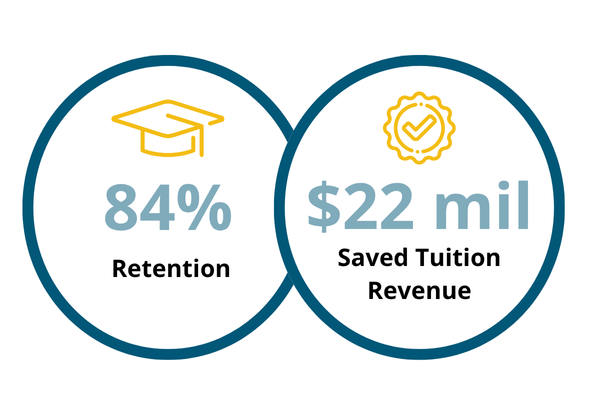 84%
Retention
$22 mil
Saved Tuition
Revenue